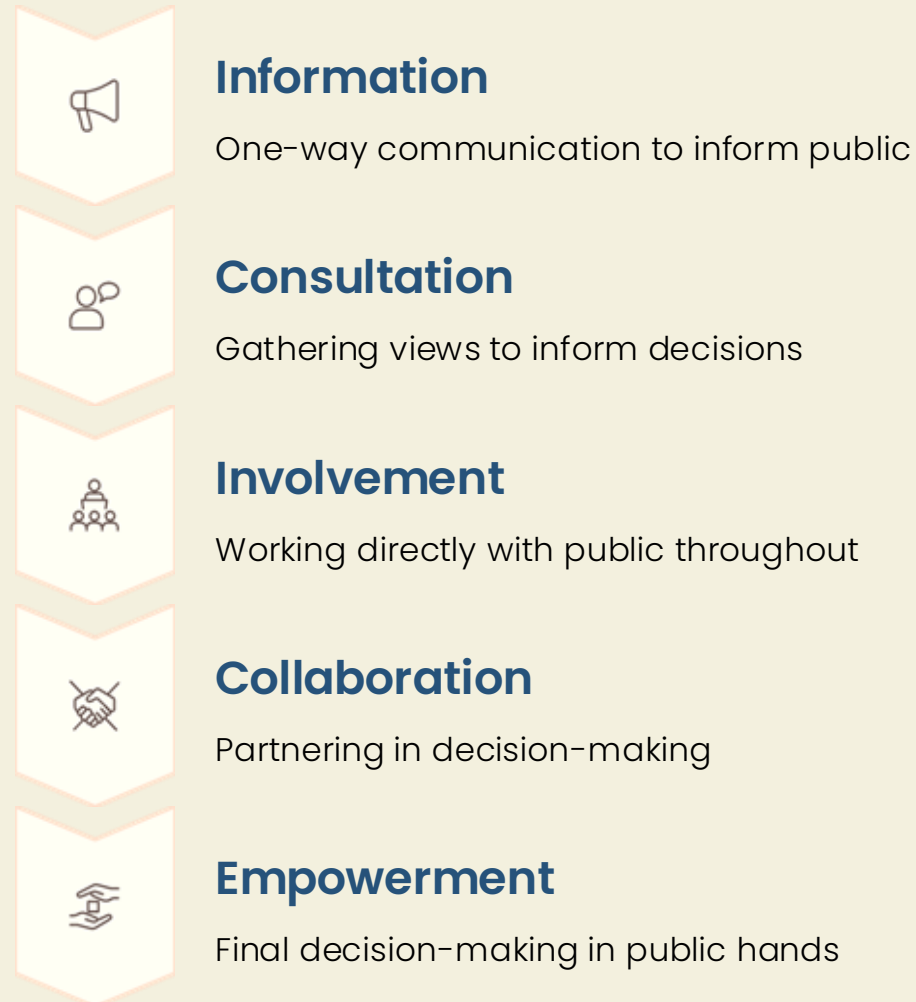 Information
One-way communication to inform public
Consultation
Gathering views to inform decisions
Involvement
Working directly with public throughout
Collaboration
Partnering in decision-making
Empowerment
Final decision-making in public hands